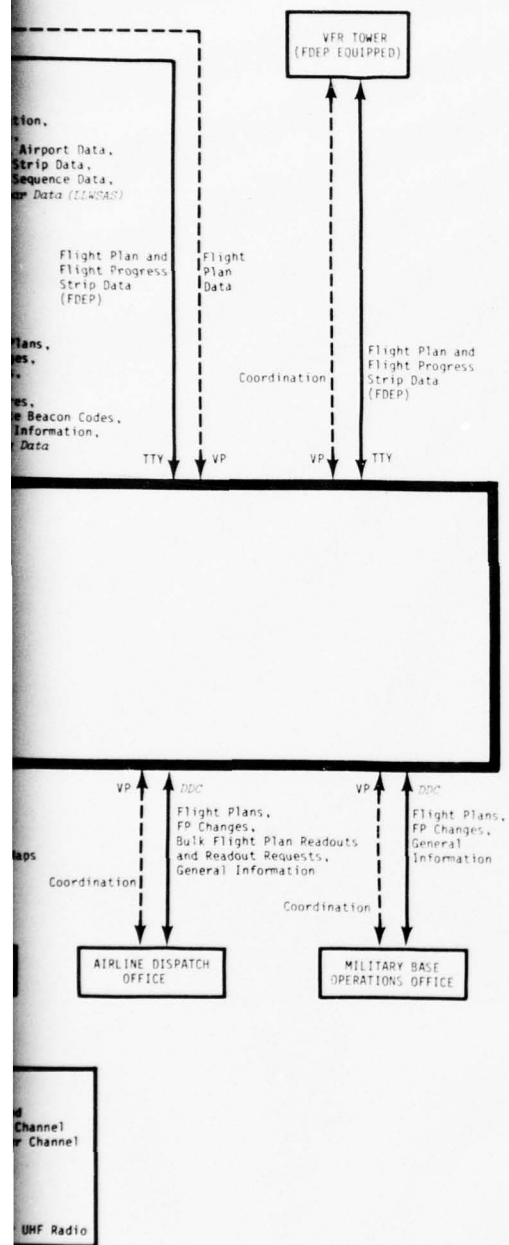 VFR TOWER
(FDEP EQUIPPED)
tion,
Airport Data,
Strip Data,
Sequence Data,
Data (LLWSAS)
Flight Plan and
Flight Progress
Strip Data
(FDEP)
Flight
Plan
Data
Coordination
Flight Plan and
Flight Progress
Strip Data
(FDEP)
Plans,
es,
res,
e Beacon Codes,
Information,
Data
TTY
VP
VP
TTY
VP
DDC
Flight Plans,
FP Changes,
Bulk Flight Plan Readouts
and Readout Requests,
General Information
VP
DDC
Flight Plans,
FP Changes,
General
Information
Maps
Coordination
Coordination
AIRLINE DISPATCH
OFFICE
MILITARY BASE
OPERATIONS OFFICE
d
Channel
r Channel
UHF Radio